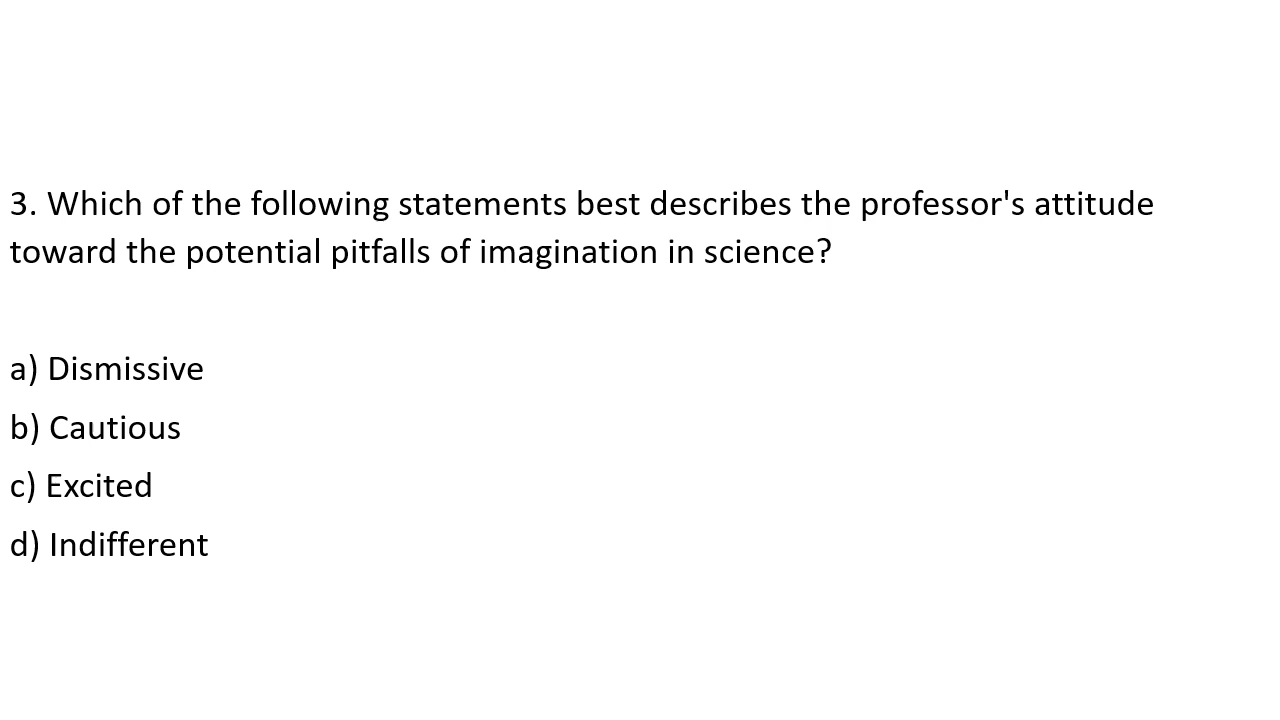 3. Which of the following statements best describes the professor's attitude
toward the potential pitfalls of imagination in science?
a) Dismissive
b) Cautious
c) Excited
d) Indifferent